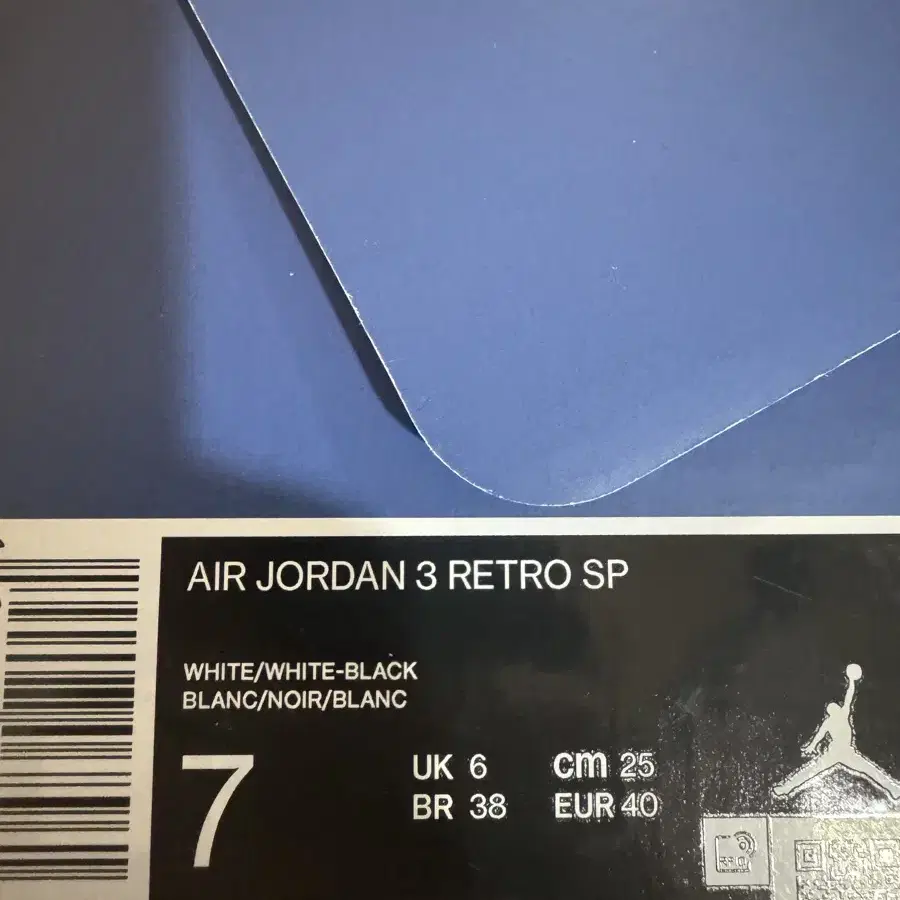 AIR JORDAN 3 RETRO SP
WHITE/WHITE-BLACK
BLANC/NOIR/BLANC
7
UK 6 cm 25
BR 38 EUR 40